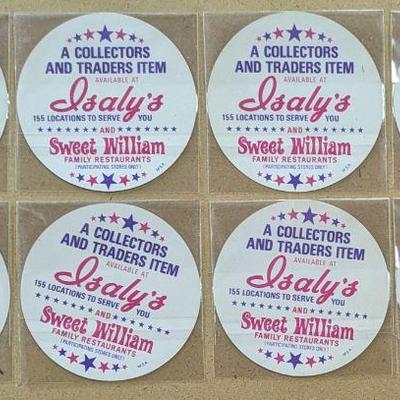 A COLLECTORS
AND TRADERS ITEM
AVAILABLE AT
Isaly's
155 LOCATIONS TO SERVE YOU
AND
Sweet William
FAMILY RESTAURANTS
(PARTICIPATING STORES ONLY)
MSA
A COLLECTORS
AND TRADERS ITEM
AVAILABLE AT
Isaly's
155 LOCATIONS TO SERVE YOU
AND
Sweet William
FAMILY RESTAURANTS
(PARTICIPATING STORES ONLY)
MSA
A COLLECTORS
AND TRADERS ITEM
AVAILABLE AT
Isaly's
155 LOCATIONS TO SERVE YOU
AND
Sweet William
FAMILY RESTAURANTS
(PARTICIPATING STORES ONLY)
MSA
A COLLECTORS
AND TRADERS ITEM
AVAILABLE AT
Isaly's
155 LOCATIONS TO SERVE YOU
AND
Sweet William
FAMILY RESTAURANTS
(PARTICIPATING STORES ONLY)
MSA